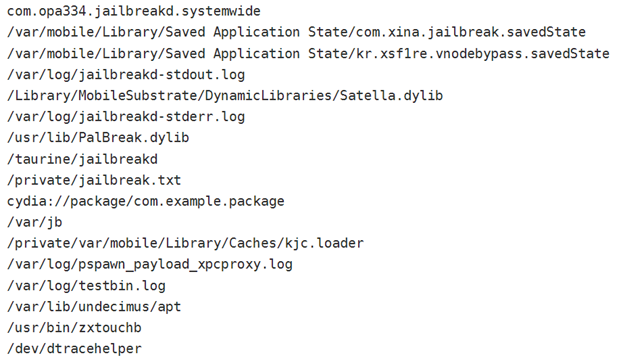 com.opa334.jailbreakd.systemwide
/var/mobile/Library/Saved Application State/com.xina.jailbreak.savedState
/var/mobile/Library/Saved Application State/kr.xsf1re.vnodebypass.savedState
/var/log/jailbreakd-stdout.log
/Library/MobileSubstrate/DynamicLibraries/Satella.dylib
/var/log/jailbreakd-stderr.log
/usr/lib/PalBreak.dylib
/taurine/jailbreakd
/private/jailbreak.txt
cydia://package/com.example.package
/var/jb
/private/var/mobile/Library/Caches/kjc.loader
/var/log/pspawn_payload_xpcproxy.log
/var/log/testbin.log
/var/lib/undecimus/apt
/usr/bin/zxtouchb
/dev/dtracehelper